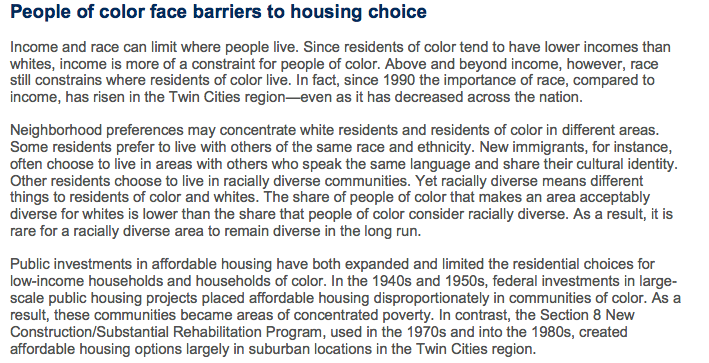 People of color face barriers to housing choice
Income and race can limit where people live. Since residents of color tend to have lower incomes than
whites, income is more of a constraint for people of color. Above and beyond income, however, race
still constrains where residents of color live. In fact, since 1990 the importance of race, compared to
income, has risen in the Twin Cities region—even as it has decreased across the nation.
Neighborhood preferences may concentrate white residents and residents of color in different areas.
Some residents prefer to live with others of the same race and ethnicity. New immigrants, for instance,
often choose to live in areas with others who speak the same language and share their cultural identity.
Other residents choose to live in racially diverse communities. Yet racially diverse means different
things to residents of color and whites. The share of people of color that makes an area acceptably
diverse for whites is lower than the share that people of color consider racially diverse. As a result, it is
rare for a racially diverse area to remain diverse in the long run.
Public investments in affordable housing have both expanded and limited the residential choices for
low-income households and households of color. In the 1940s and 1950s, federal investments in large-
scale public housing projects placed affordable housing disproportionately in communities of color. As a
result, these communities became areas of concentrated poverty. In contrast, the Section 8 New
Construction/Substantial Rehabilitation Program, used in the 1970s and into the 1980s, created
affordable housing options largely in suburban locations in the Twin Cities region.